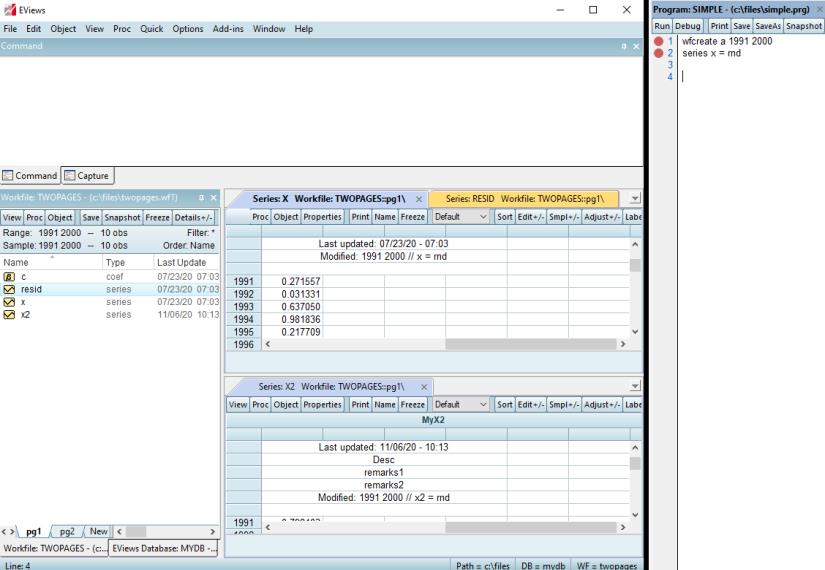 EViews
File Edit Object View Proc Quick Options Add-ins Window Help
Command
Command Capture
Workfile: TWOPAGES - (c:\files\twopages.wf1)
View Proc Object Save Snapshot Freeze Details+/-
Range: 1991 2000 -- 10 obs Filter: *
Sample: 1991 2000 -- 10 obs Order: Name
Name Type Last Update
c coef 07/23/20 07:03
resid series 07/23/20 07:03
x series 07/23/20 07:03
x2 series 11/06/20 10:13
pg1 pg2 New
Workfile: TWOPAGES - (c:... EViews Database: MYDB -...
Series: X Workfile: TWOPAGES::pg1\ Series: RESID Workfile: TWOPAGES::pg1\
Proc Object Properties Print Name Freeze Default Sort Edit+/- Smpl+/- Adjust+/- Labe
Last updated: 07/23/20 - 07:03
Modified: 1991 2000 // x = rnd
1991 0.271557
1992 0.031331
1993 0.637050
1994 0.981836
1995 0.217709
1996
Series: X2 Workfile: TWOPAGES::pg1\
View Proc Object Properties Print Name Freeze Default Sort Edit+/- Smpl+/- Adjust+/- Labe
MyX2
Last updated: 11/06/20 - 10:13
Desc
remarks1
remarks2
Modified: 1991 2000 // x2 = rnd
1991
Line: 4 Path = c:\files DB = mydb WF = twopages
Program: SIMPLE - (c:\files\simple.prg)
Run Debug Print Save SaveAs Snapshot
1 wfcreate a 1991 2000
2 series x = rnd
3
4